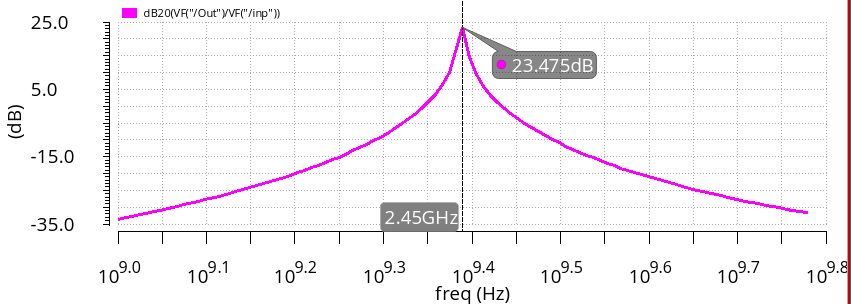 dB20(VF("/Out")/VF("/inp"))
25.0
23.475dB
5.0
(dB)
-15.0
2.45GHz
-35.0
10^9.0 10^9.1 10^9.2 10^9.3 10^9.4 10^9.5 10^9.6 10^9.7 10^9.8
freq (Hz)